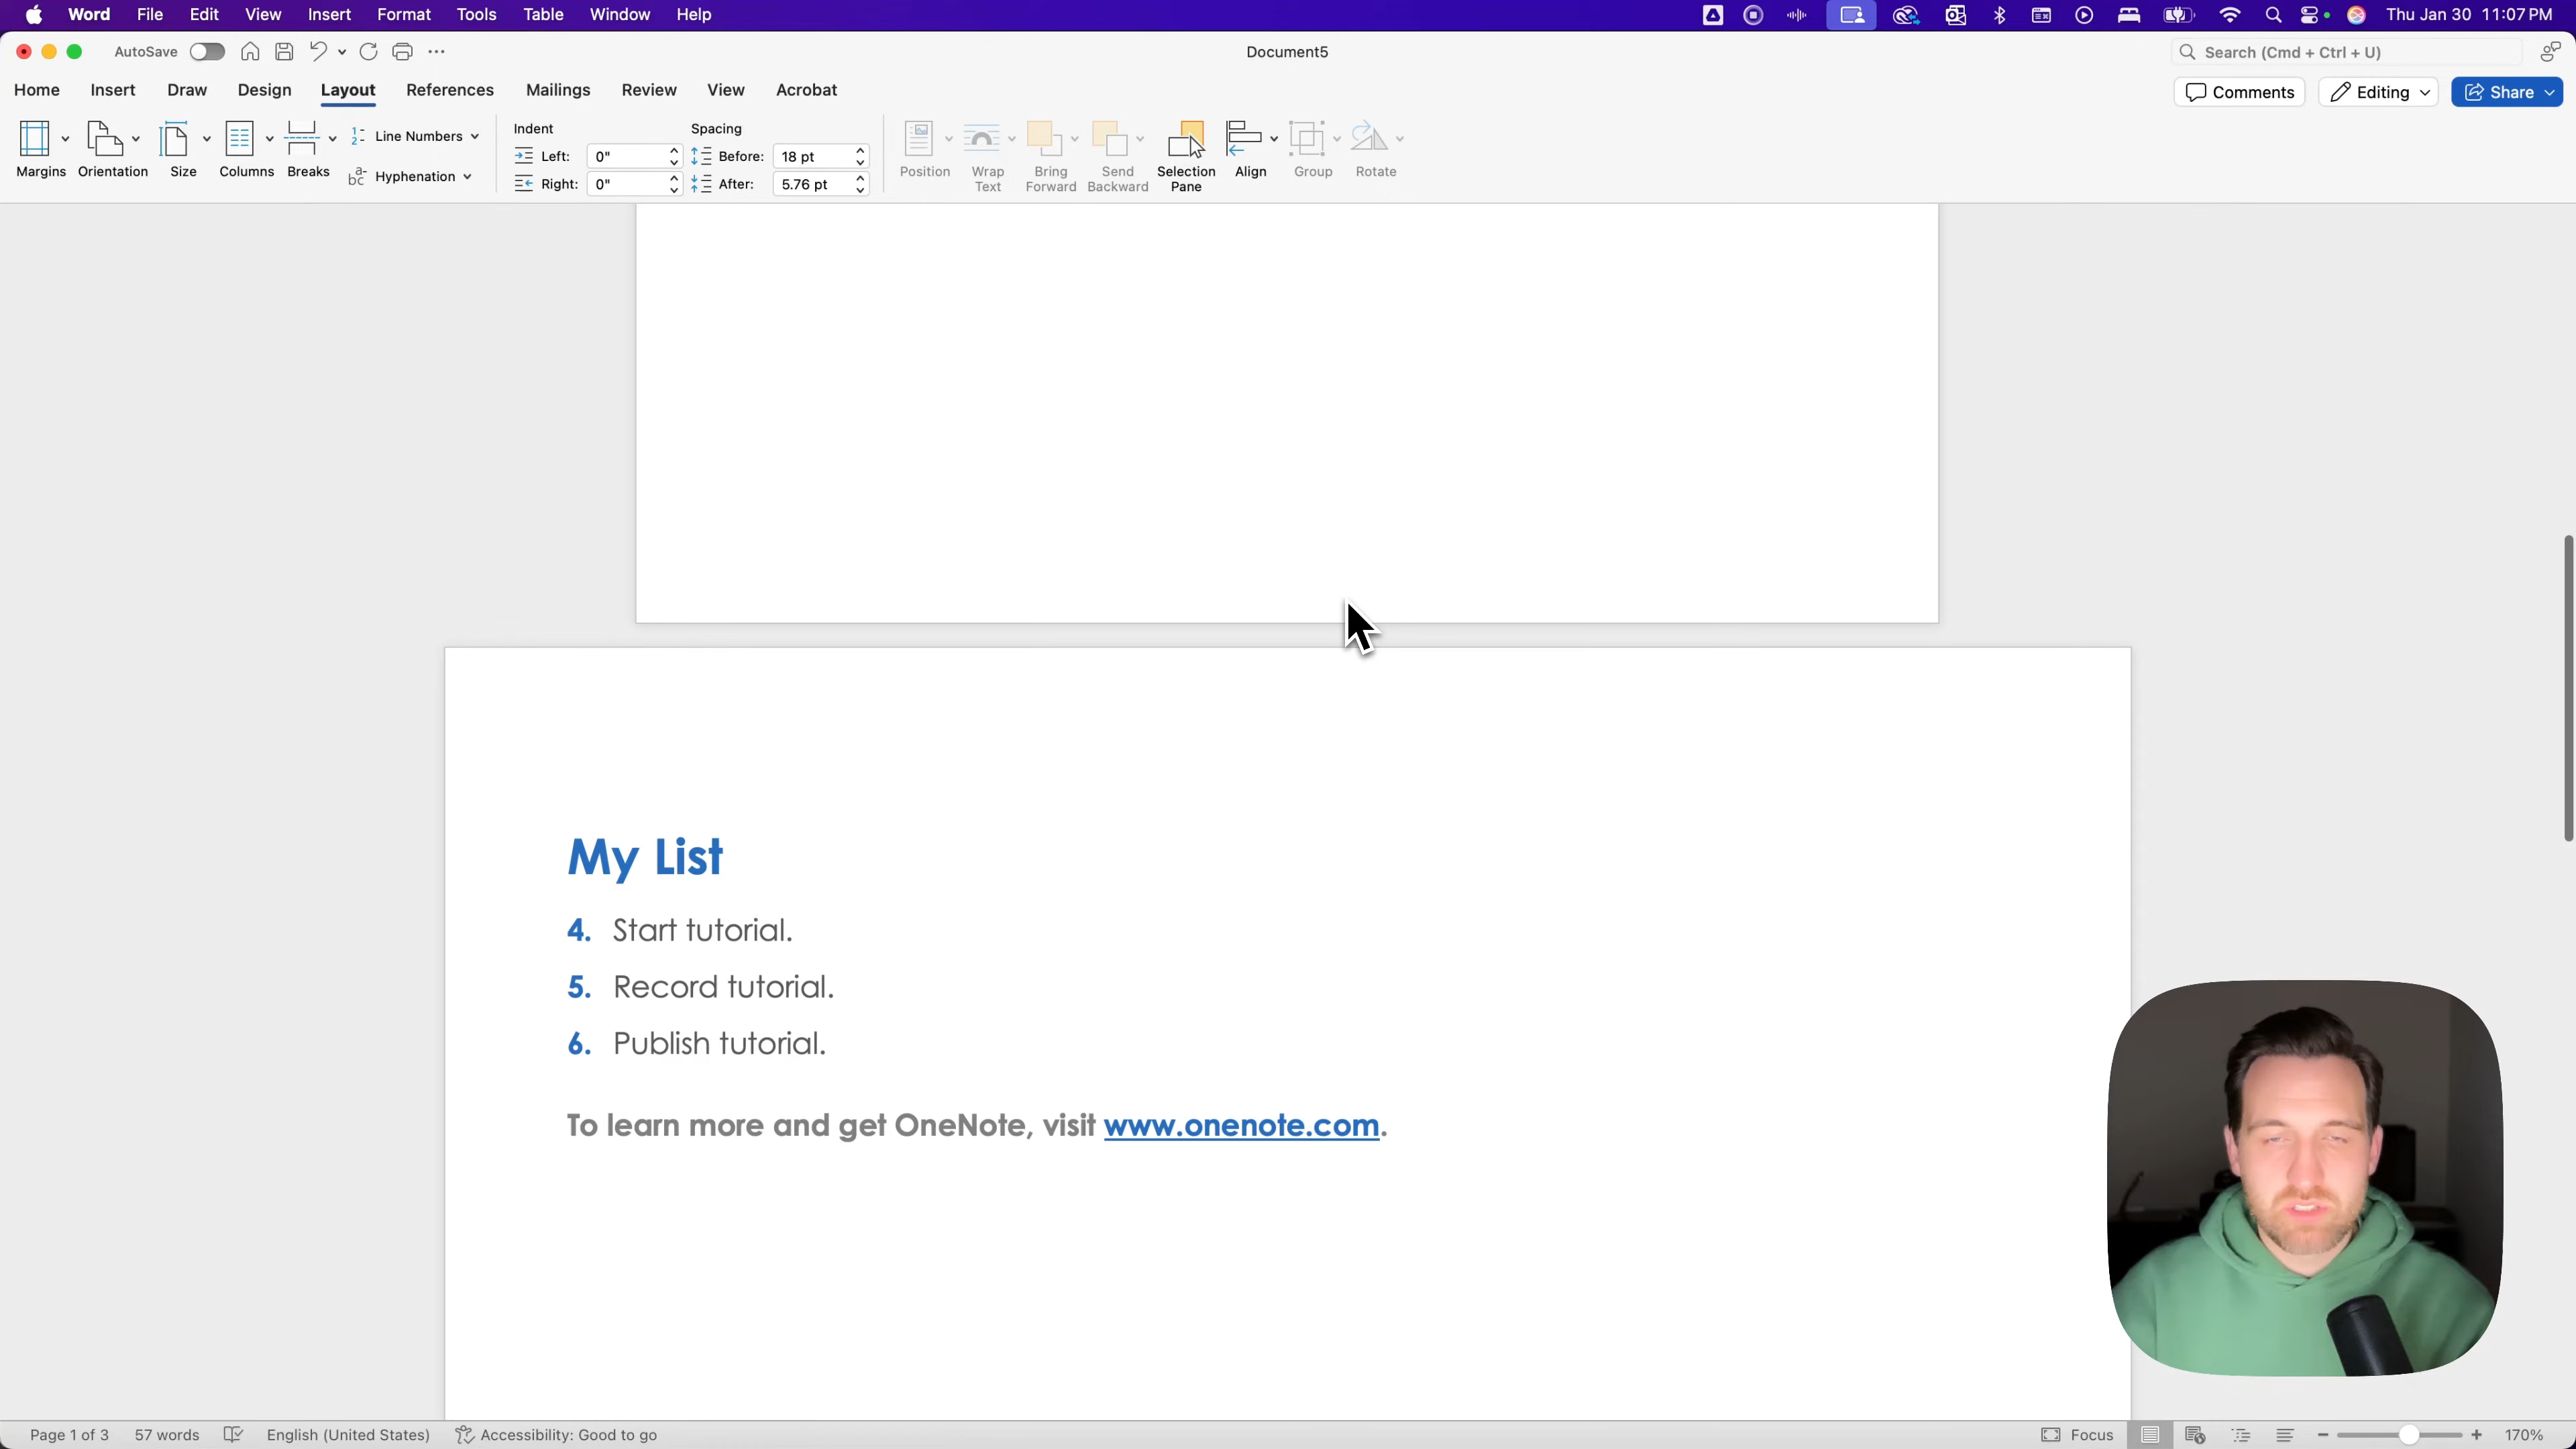 Word File Edit View Insert Format Tools Table Window Help Thu Jan 30 11:07 PM
AutoSave Document5 Search (Cmd + Ctrl + U)
Home Insert Draw Design Layout References Mailings Review View Acrobat Comments Editing Share
Margins Orientation Size Columns Breaks
Line Numbers
Hyphenation
Indent
Left: 0"
Right: 0"
Spacing
Before: 18 pt
After: 5.76 pt
Position
Wrap
Text
Bring
Forward
Send
Backward
Selection
Pane
Align
Group
Rotate
My List
4. Start tutorial.
5. Record tutorial.
6. Publish tutorial.
To learn more and get OneNote, visit www.onenote.com.
Page 1 of 3 57 words English (United States) Accessibility: Good to go Focus 170%